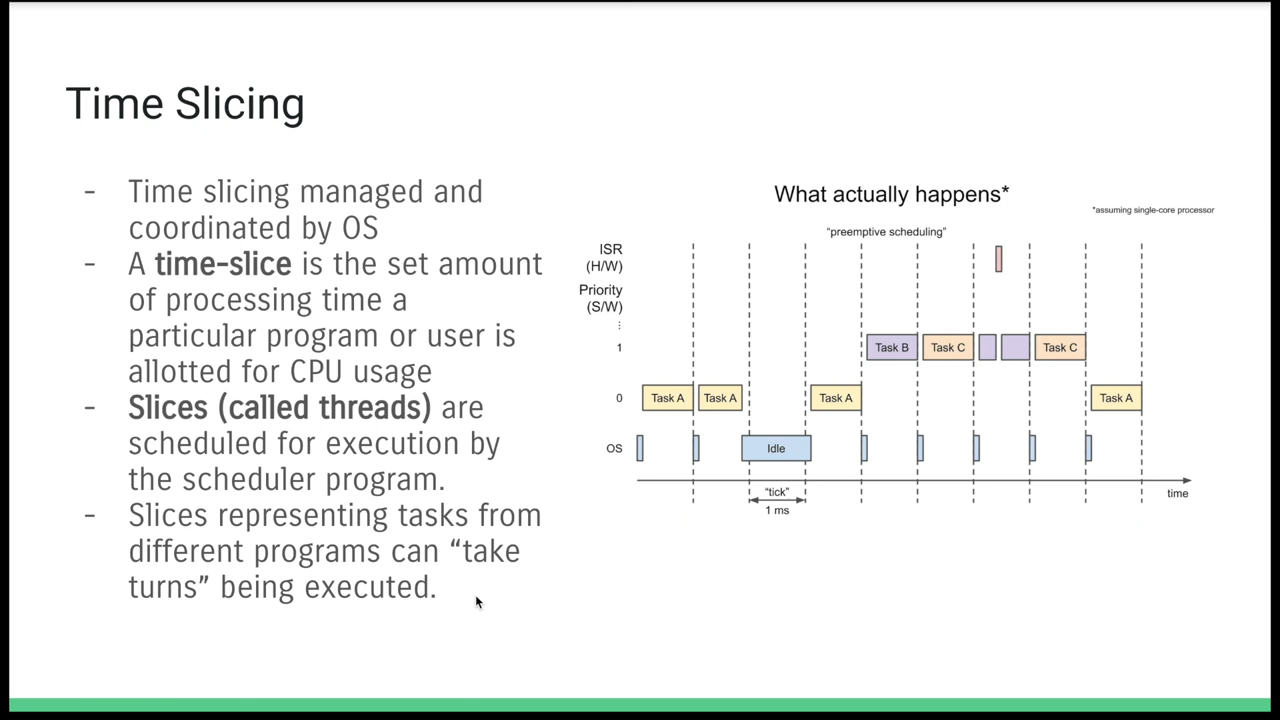 Time Slicing
- Time slicing managed and
coordinated by OS
- A time-slice is the set amount
of processing time a
particular program or user is
allotted for CPU usage
- Slices (called threads) are
scheduled for execution by
the scheduler program.
- Slices representing tasks from
different programs can “take
turns” being executed.
What actually happens*
*assuming single-core processor
“preemptive scheduling”
ISR
(H/W)
Priority
(S/W)
⋮
1
Task B
Task C
Task C
0
Task A
Task A
Task A
Task A
OS
Idle
“tick”
1 ms
time